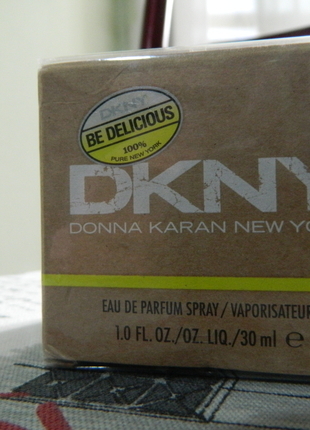 DKNY
BE DELICIOUS
100%
PURE NEW YORK
DKNY
DONNA KARAN NEW YO
EAU DE PARFUM SPRAY/VAPORISATEUR
1.0 FL. OZ./OZ. LIQ./30 ml e